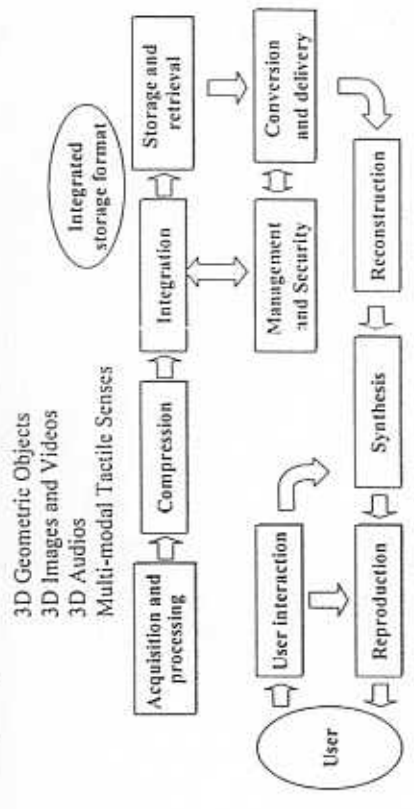 3D Geometric Objects
3D Images and Videos
3D Audios
Multi-modal Tactile Senses
Integrated
storage format
Acquisition and
processing
Compression
Integration
Storage and
retrieval
User interaction
Management
and Security
Conversion
and delivery
User
Reproduction
Synthesis
Reconstruction